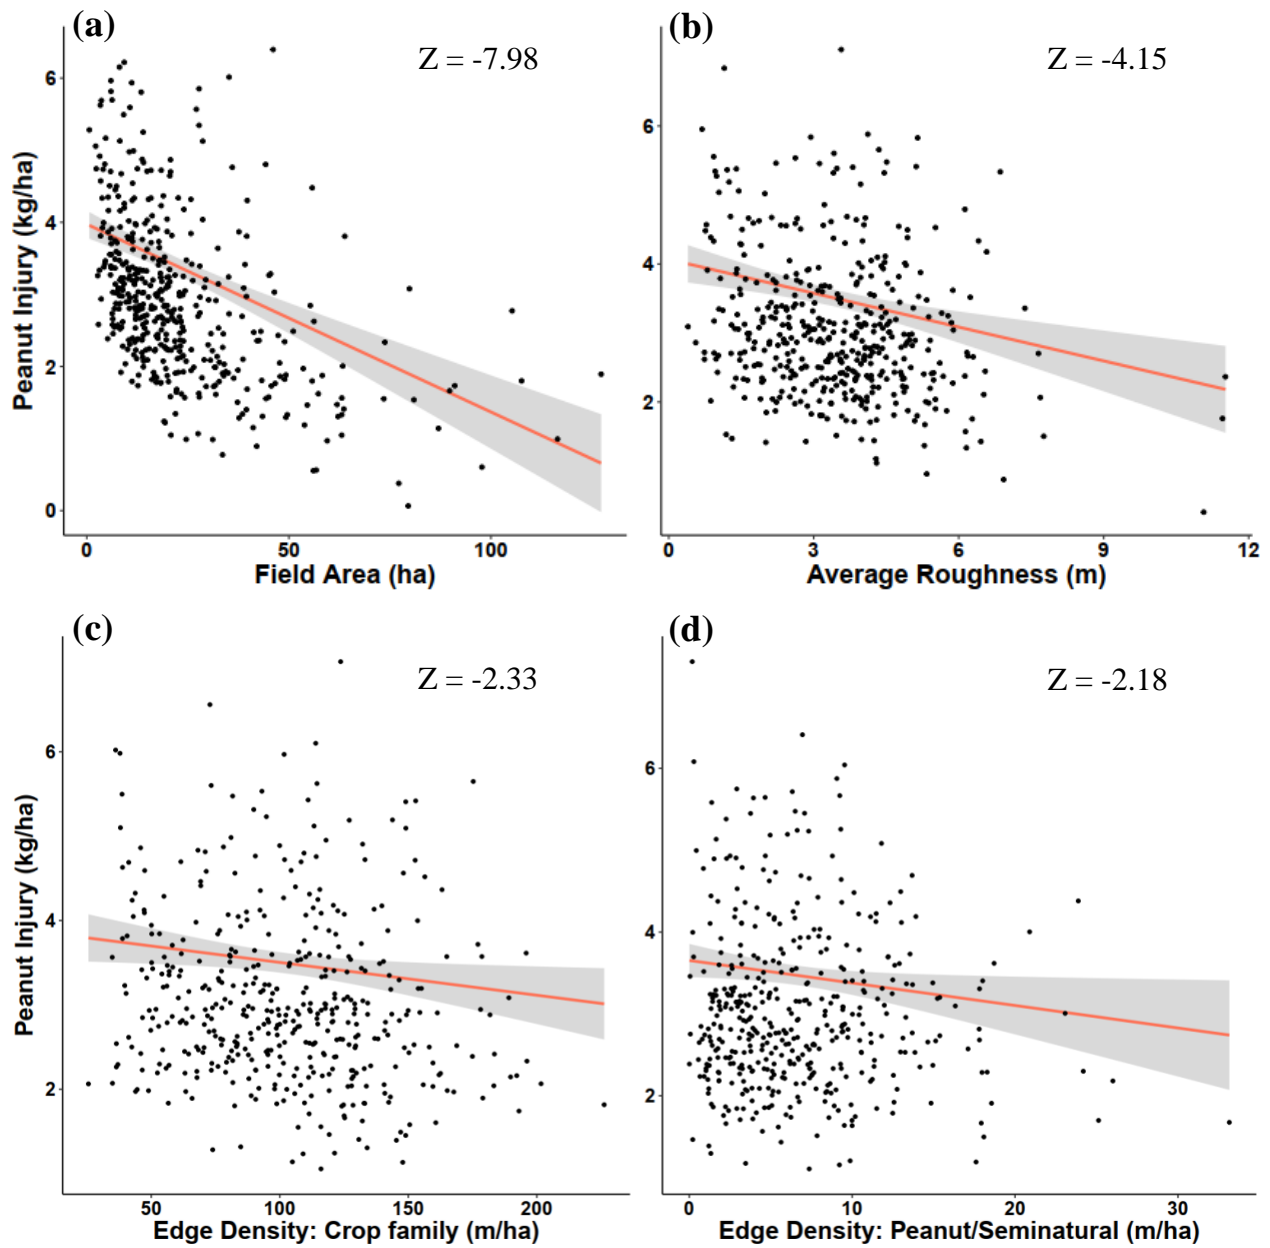 (a)
Z = -7.98
Peanut Injury (kg/ha)
6
4
2
0
0 50 100
Field Area (ha)
(b)
Z = -4.15
6
4
2
0 3 6 9 12
Average Roughness (m)
(c)
Z = -2.33
Peanut Injury (kg/ha)
6
4
2
50 100 150 200
Edge Density: Crop family (m/ha)
(d)
Z = -2.18
6
4
2
0 10 20 30
Edge Density: Peanut/Seminatural (m/ha)